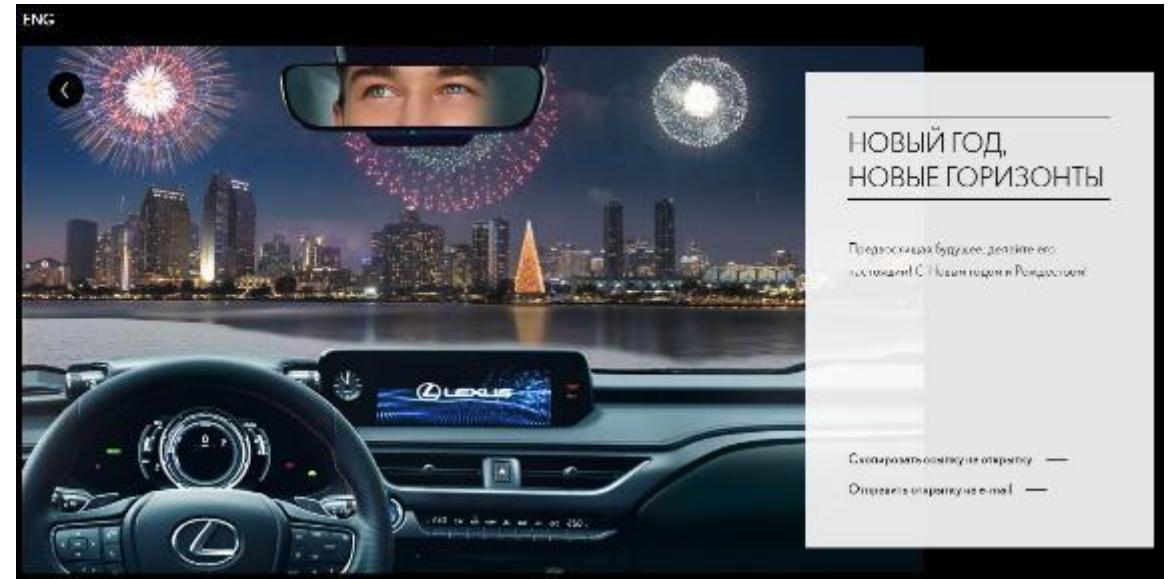 ENG
НОВЫЙ ГОД,
НОВЫЕ ГОРИЗОНТЫ
Предвосхищая будущее, делайте его
настоящим! С Новым годом и Рождеством!
LEXUS
Скопировать ссылку на открытку
Отправить открытку на e-mail